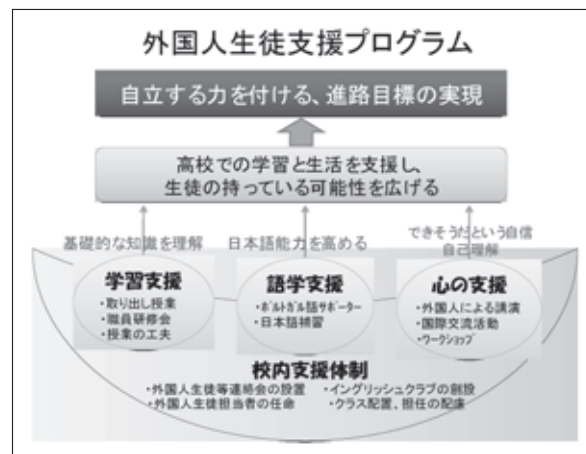 外国人生徒支援プログラム
自立する力を付ける、進路目標の実現
高校での学習と生活を支援し、
生徒の持っている可能性を広げる
基礎的な知識を理解
日本語能力を高める
できそうだという自信
自己理解
学習支援
・取り出し授業
・職員研修会
・授業の工夫
語学支援
・ポルトガル語サポーター
・日本語補習
心の支援
・外国人による講演
・国際交流活動
・ワークショップ
校内支援体制
・外国人生徒等連絡会の設置
・イングリッシュクラブの創設
・外国人生徒担当者の任命
・クラス配置、担任の配慮